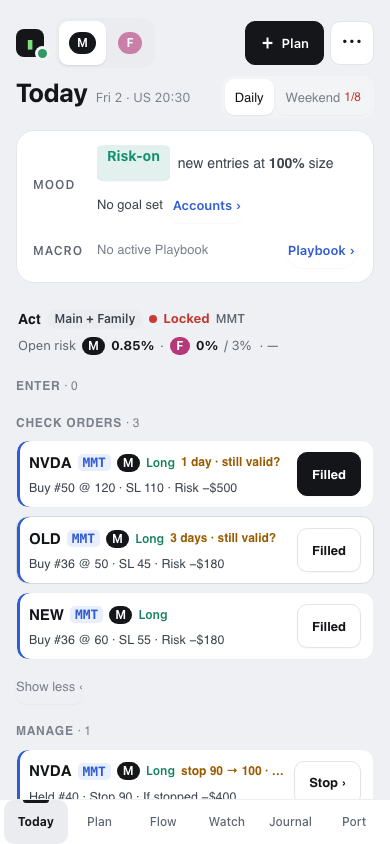 M F + Plan ···
Today Fri 2 · US 20:30 Daily Weekend 1/8
Risk-on new entries at 100% size
MOOD
No goal set Accounts ›
MACRO No active Playbook Playbook ›
Act Main + Family Locked MMT
Open risk M 0.85% · F 0% / 3% · —
ENTER · 0
CHECK ORDERS · 3
NVDA MMT M Long 1 day · still valid?
Buy #50 @ 120 · SL 110 · Risk −$500
Filled
OLD MMT M Long 3 days · still valid?
Buy #36 @ 50 · SL 45 · Risk −$180
Filled
NEW MMT M Long
Buy #36 @ 60 · SL 55 · Risk −$180
Filled
Show less ‹
MANAGE · 1
NVDA MMT M Long stop 90 → 100 · ...
Held #40 · Stop 90 · If stopped −$400
Stop ›
Today Plan Flow Watch Journal Port